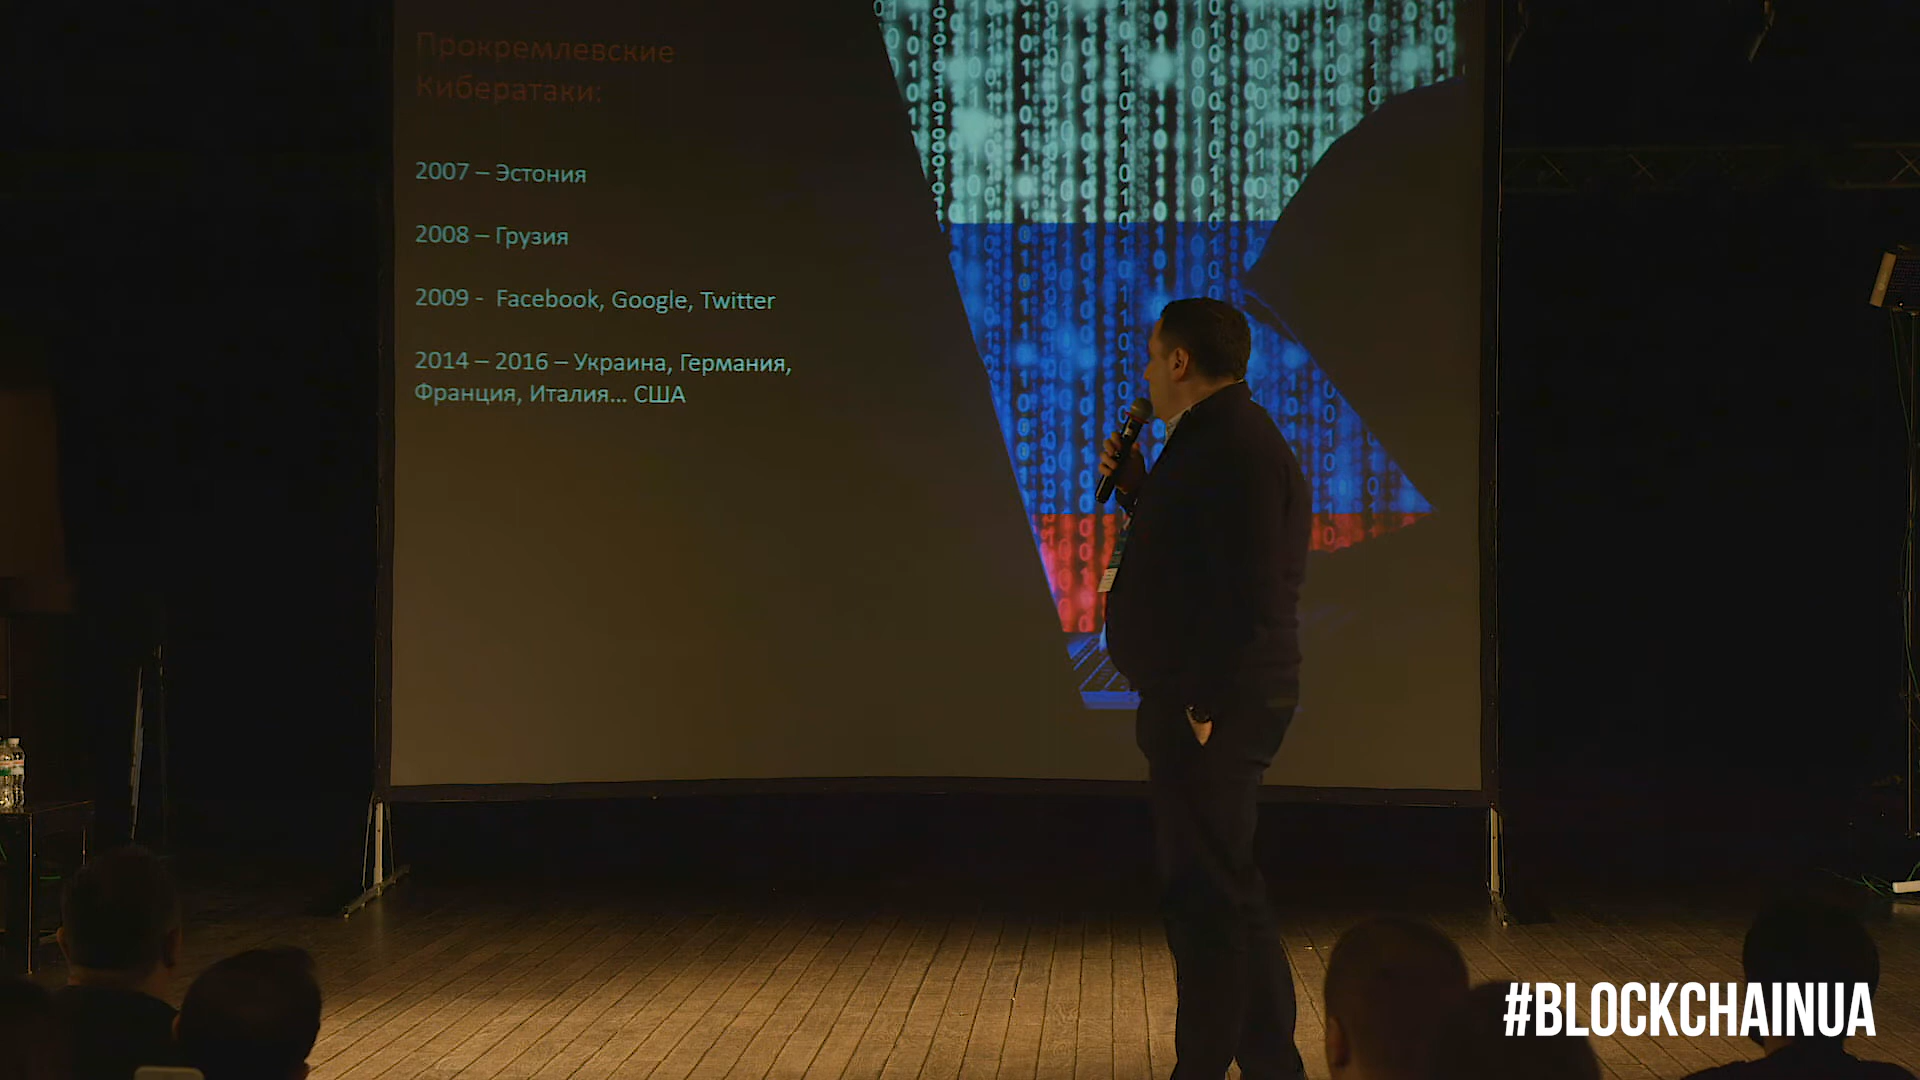 Прокремлевские
Кибератаки:
2007 – Эстония
2008 – Грузия
2009 - Facebook, Google, Twitter
2014 – 2016 – Украина, Германия,
Франция, Италия... США
#BLOCKCHAINUA